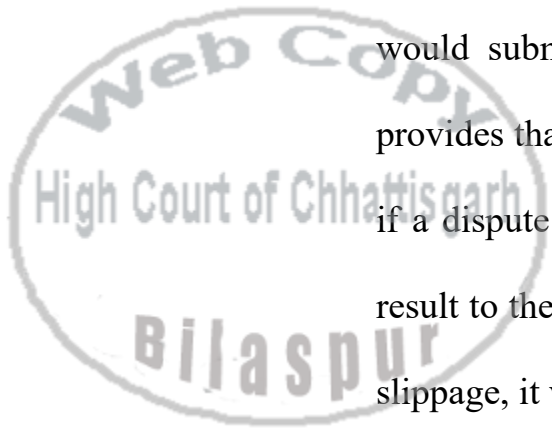 would subm
provides tha
if a dispute
result to the
slippage, it
Web Copy
High Court of Chhattisgarh
Bilaspur